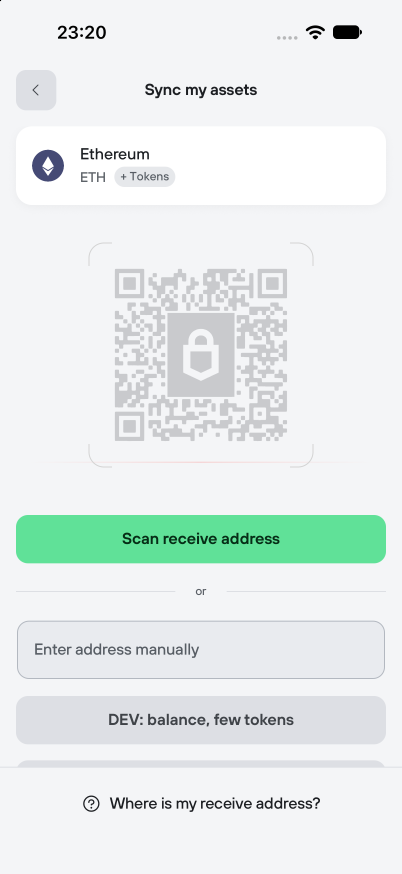 23:20
Sync my assets
Ethereum
ETH + Tokens
Scan receive address
or
Enter address manually
DEV: balance, few tokens
Where is my receive address?